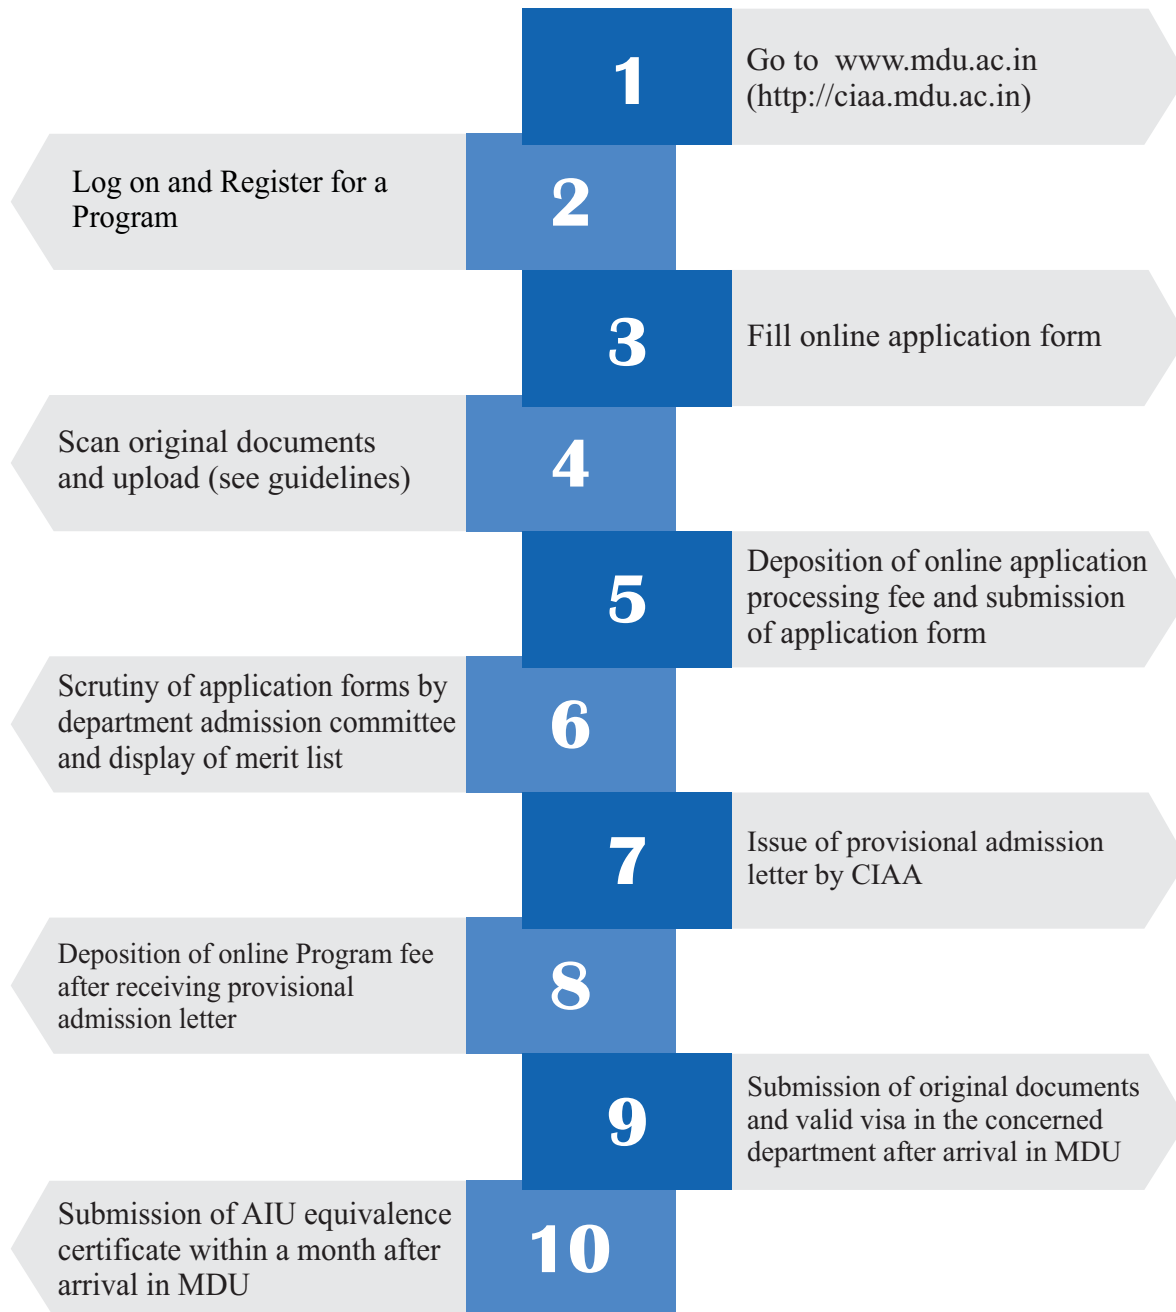 1
Go to www.mdu.ac.in
(http://ciaa.mdu.ac.in)
Log on and Register for a
Program
2
3
Fill online application form
Scan original documents
and upload (see guidelines)
4
5
Deposition of online application
processing fee and submission
of application form
Scrutiny of application forms by
department admission committee
and display of merit list
6
7
Issue of provisional admission
letter by CIAA
Deposition of online Program fee
after receiving provisional
admission letter
8
9
Submission of original documents
and valid visa in the concerned
department after arrival in MDU
Submission of AIU equivalence
certificate within a month after
arrival in MDU
10